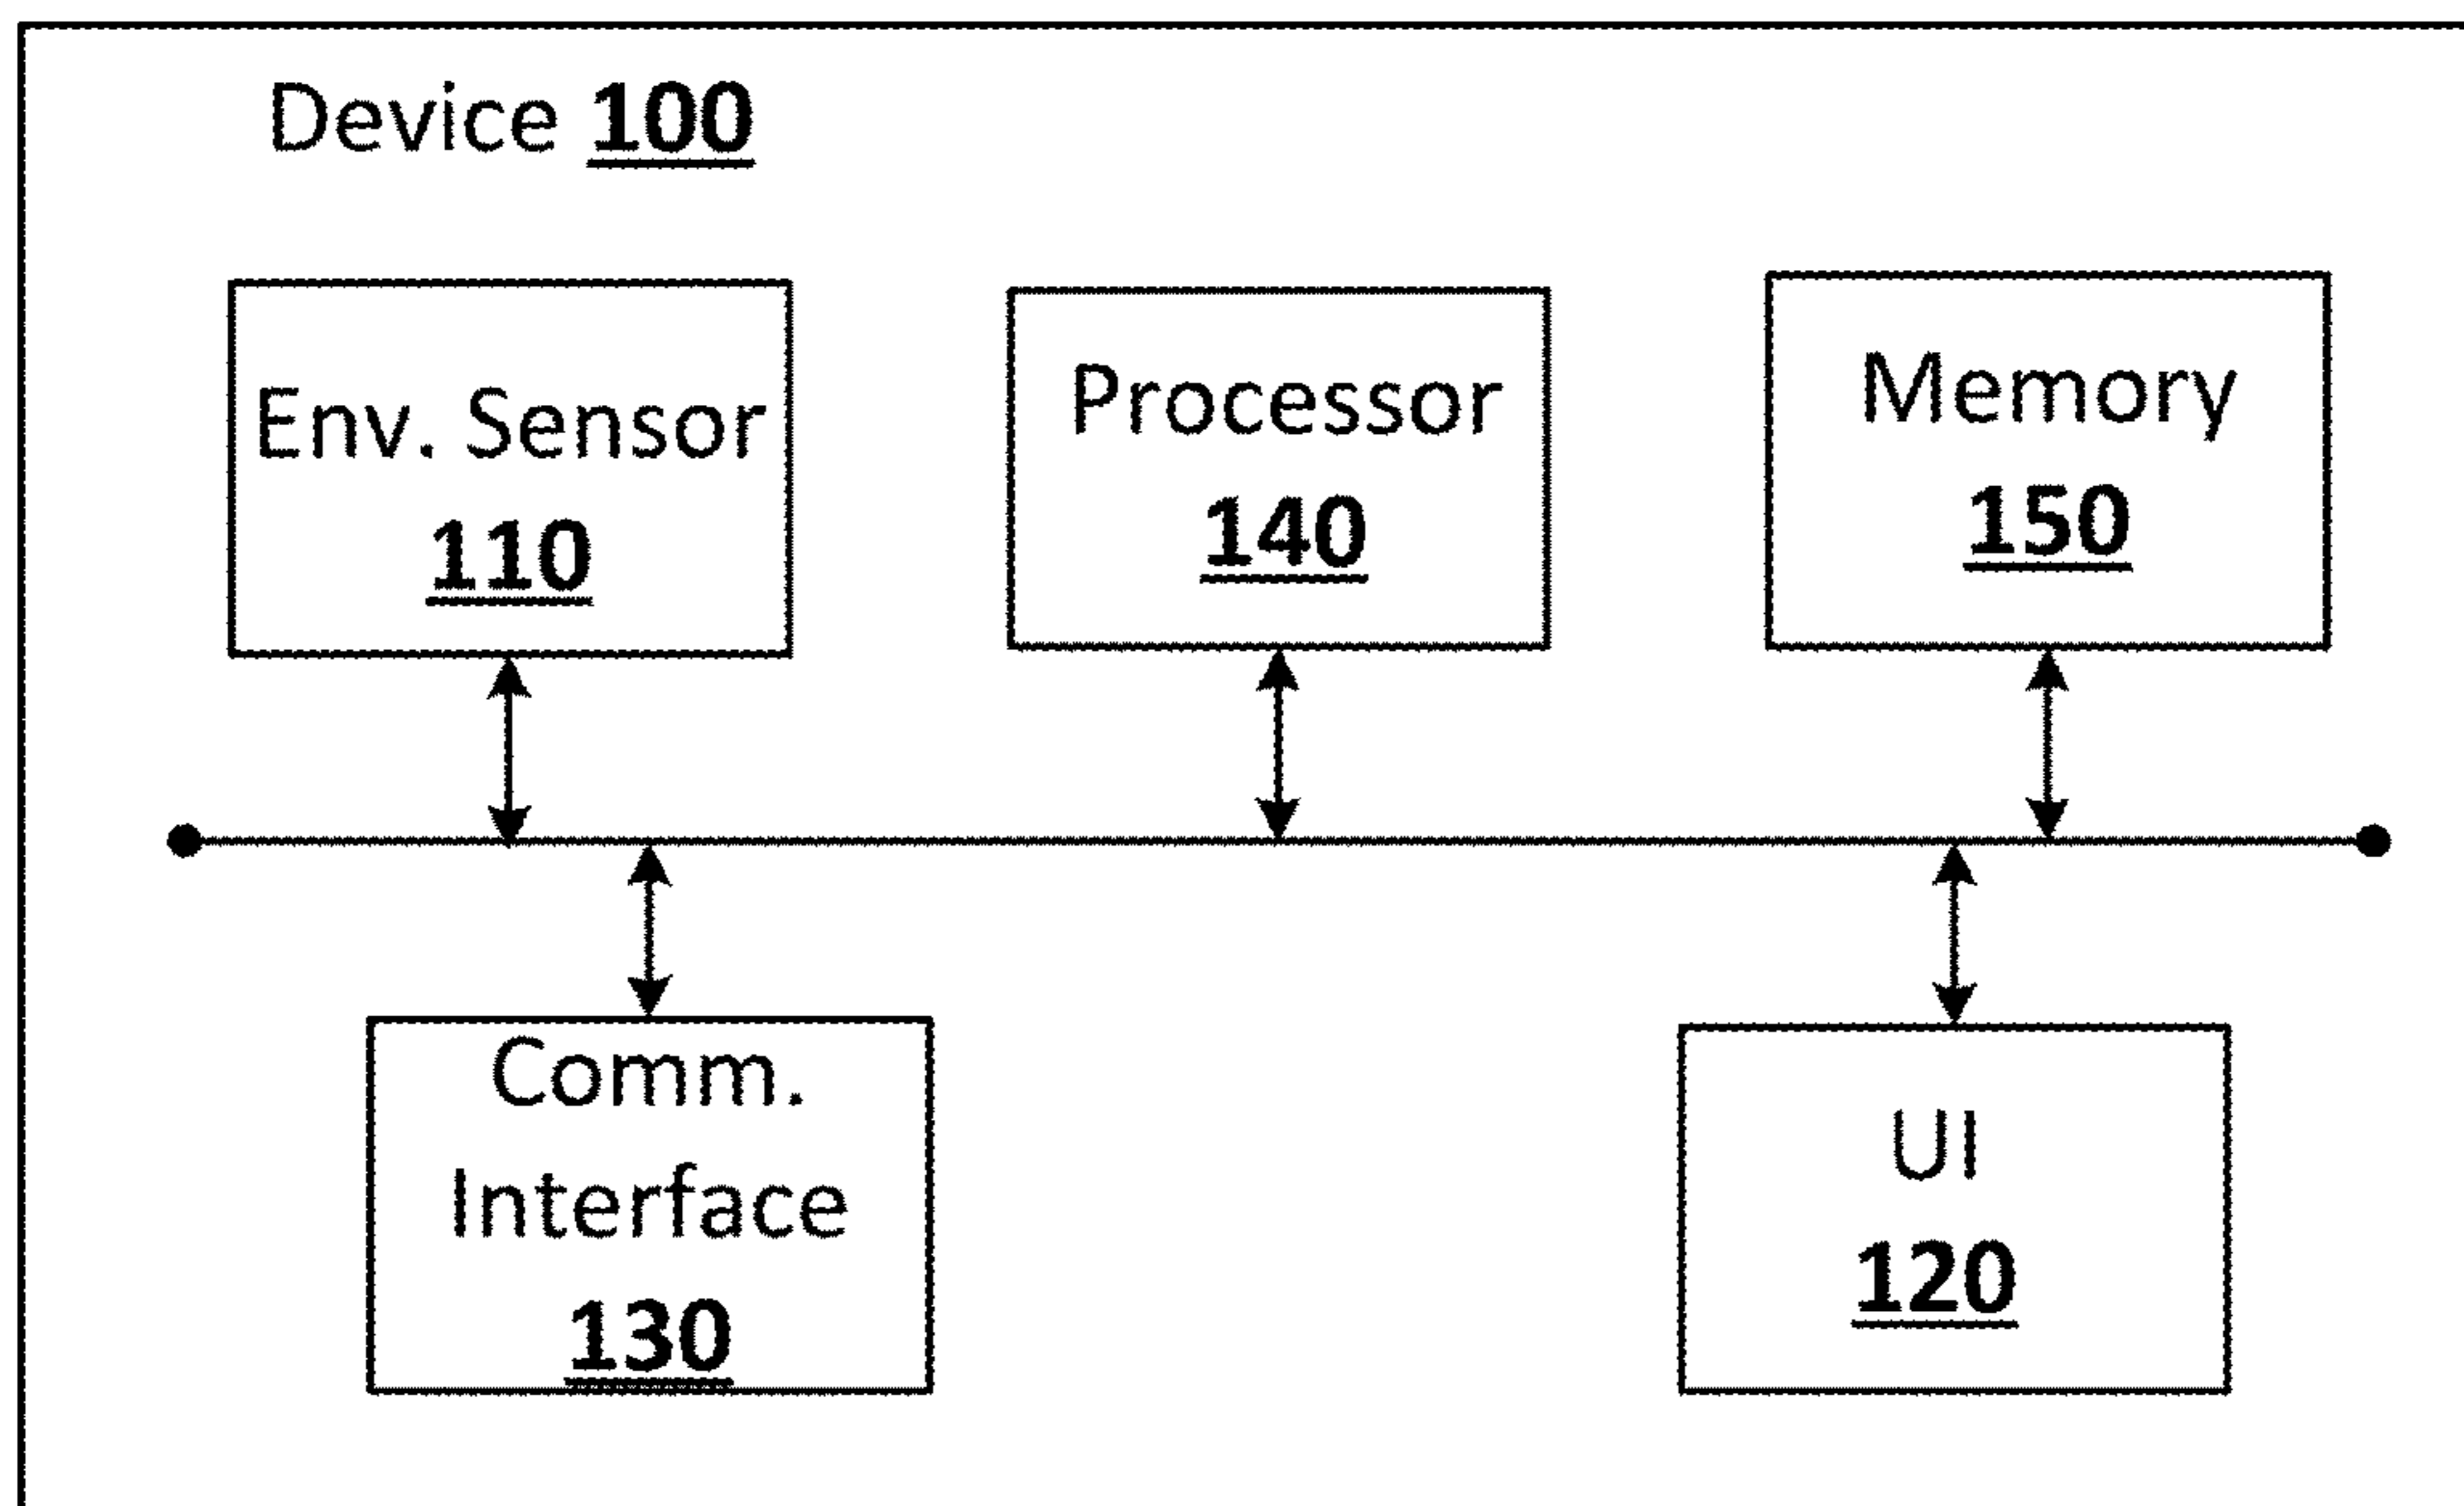 Device 100
Env. Sensor
110
Processor
140
Memory
150
Comm.
Interface
130
UI
120